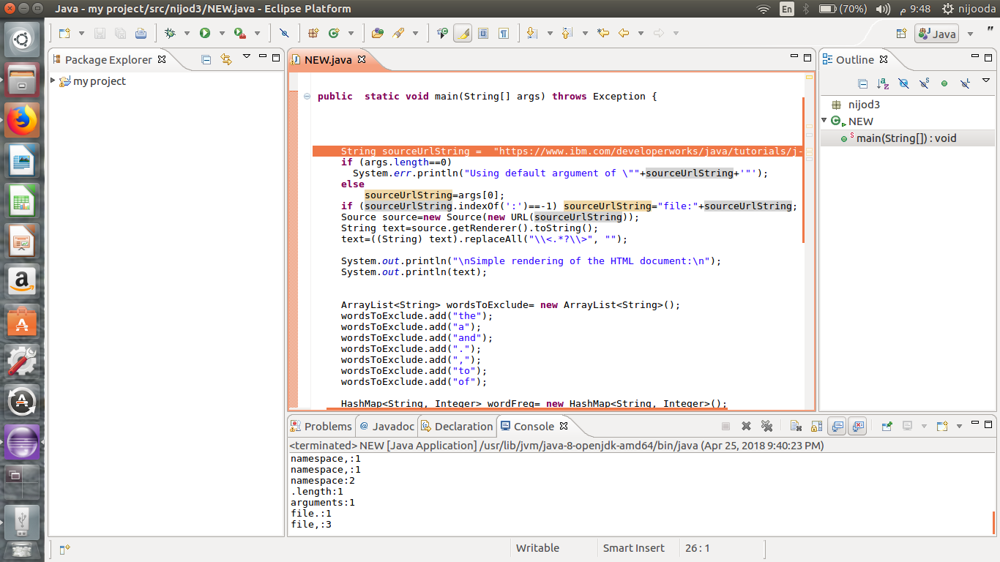 Java - my project/src/nijod3/NEW.java - Eclipse Platform
En
(70%)
9:48 م
nijooda
Java
"
Package Explorer
my project
NEW.java
public  static void main(String[] args) throws Exception {
String sourceUrlString =  "https://www.ibm.com/developerworks/java/tutorials/j-
if (args.length==0)
System.err.println("Using default argument of \""+sourceUrlString+'"');
else
sourceUrlString=args[0];
if (sourceUrlString.indexOf(':')==-1) sourceUrlString="file:"+sourceUrlString;
Source source=new Source(new URL(sourceUrlString));
String text=source.getRenderer().toString();
text=((String) text).replaceAll("\\<.*?\\>", "");
System.out.println("\nSimple rendering of the HTML document:\n");
System.out.println(text);
ArrayList<String> wordsToExclude= new ArrayList<String>();
wordsToExclude.add("the");
wordsToExclude.add("a");
wordsToExclude.add("and");
wordsToExclude.add(".");
wordsToExclude.add(",");
wordsToExclude.add("to");
wordsToExclude.add("of");
HashMap<String, Integer> wordFreq= new HashMap<String, Integer>();
Outline
nijod3
NEW
main(String[]) : void
Problems
Javadoc
Declaration
Console
<terminated> NEW [Java Application] /usr/lib/jvm/java-8-openjdk-amd64/bin/java (Apr 25, 2018 9:40:23 PM)
namespace,:1
namespace,:1
namespace:2
.length:1
arguments:1
file.:1
file,:3
Writable
Smart Insert
26 : 1